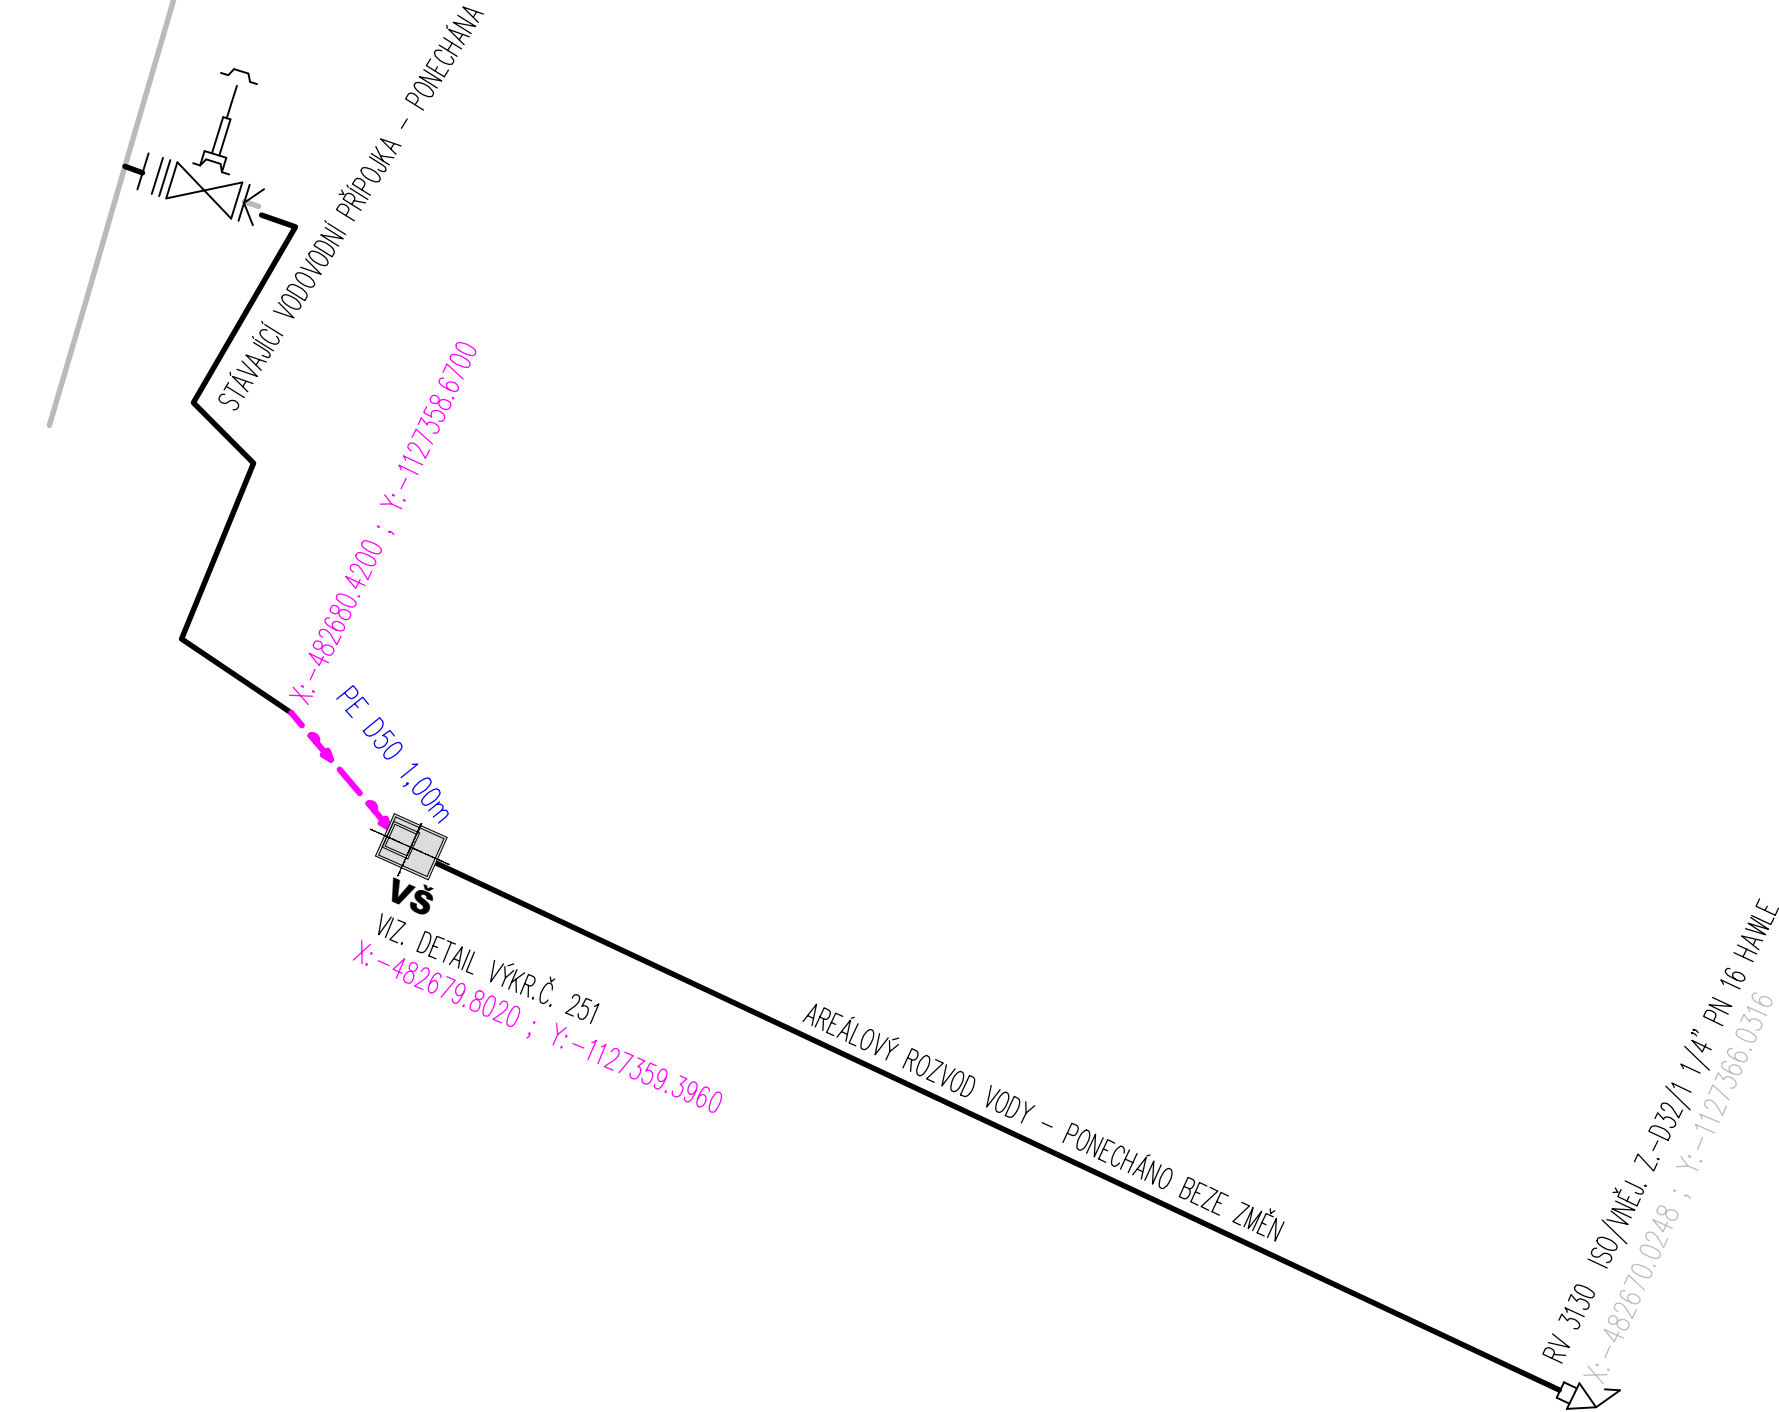 STÁVAJÍCÍ VODOVODNÍ PŘÍPOJKA - PONECHÁNA
X:-482680.4200 ; Y:-1127358.6700
PE D50 1,00m
VŠ
VIZ. DETAIL VÝKR.Č. 251
X:-482679.8020 ; Y:-1127359.3960
AREÁLOVÝ ROZVOD VODY - PONECHÁNO BEZE ZMĚN
RV 3130 ISO/VNĚJ. Z.-D32/1 1/4" PN 16 HAWLE
X:-482670.0248 ; Y:-1127366.0316